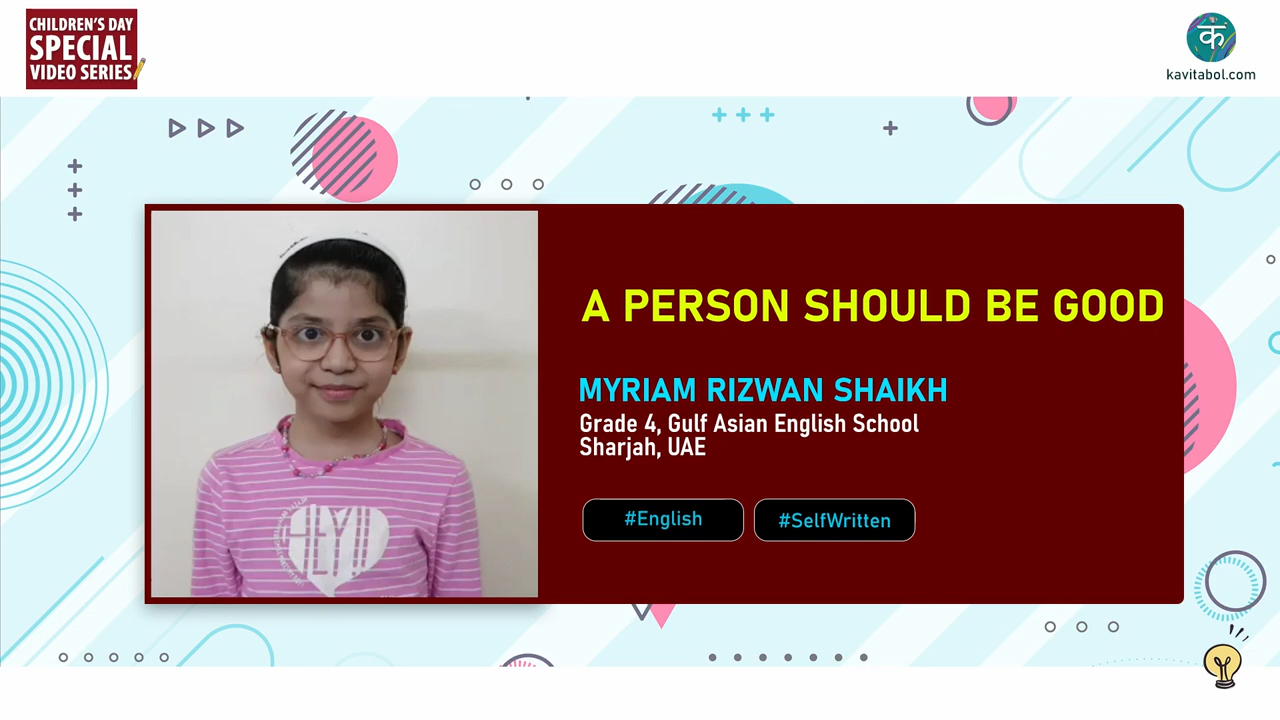 CHILDREN'S DAY
SPECIAL
VIDEO SERIES
क
kavitabol.com
A PERSON SHOULD BE GOOD
MYRIAM RIZWAN SHAIKH
Grade 4, Gulf Asian English School
Sharjah, UAE
#English
#SelfWritten